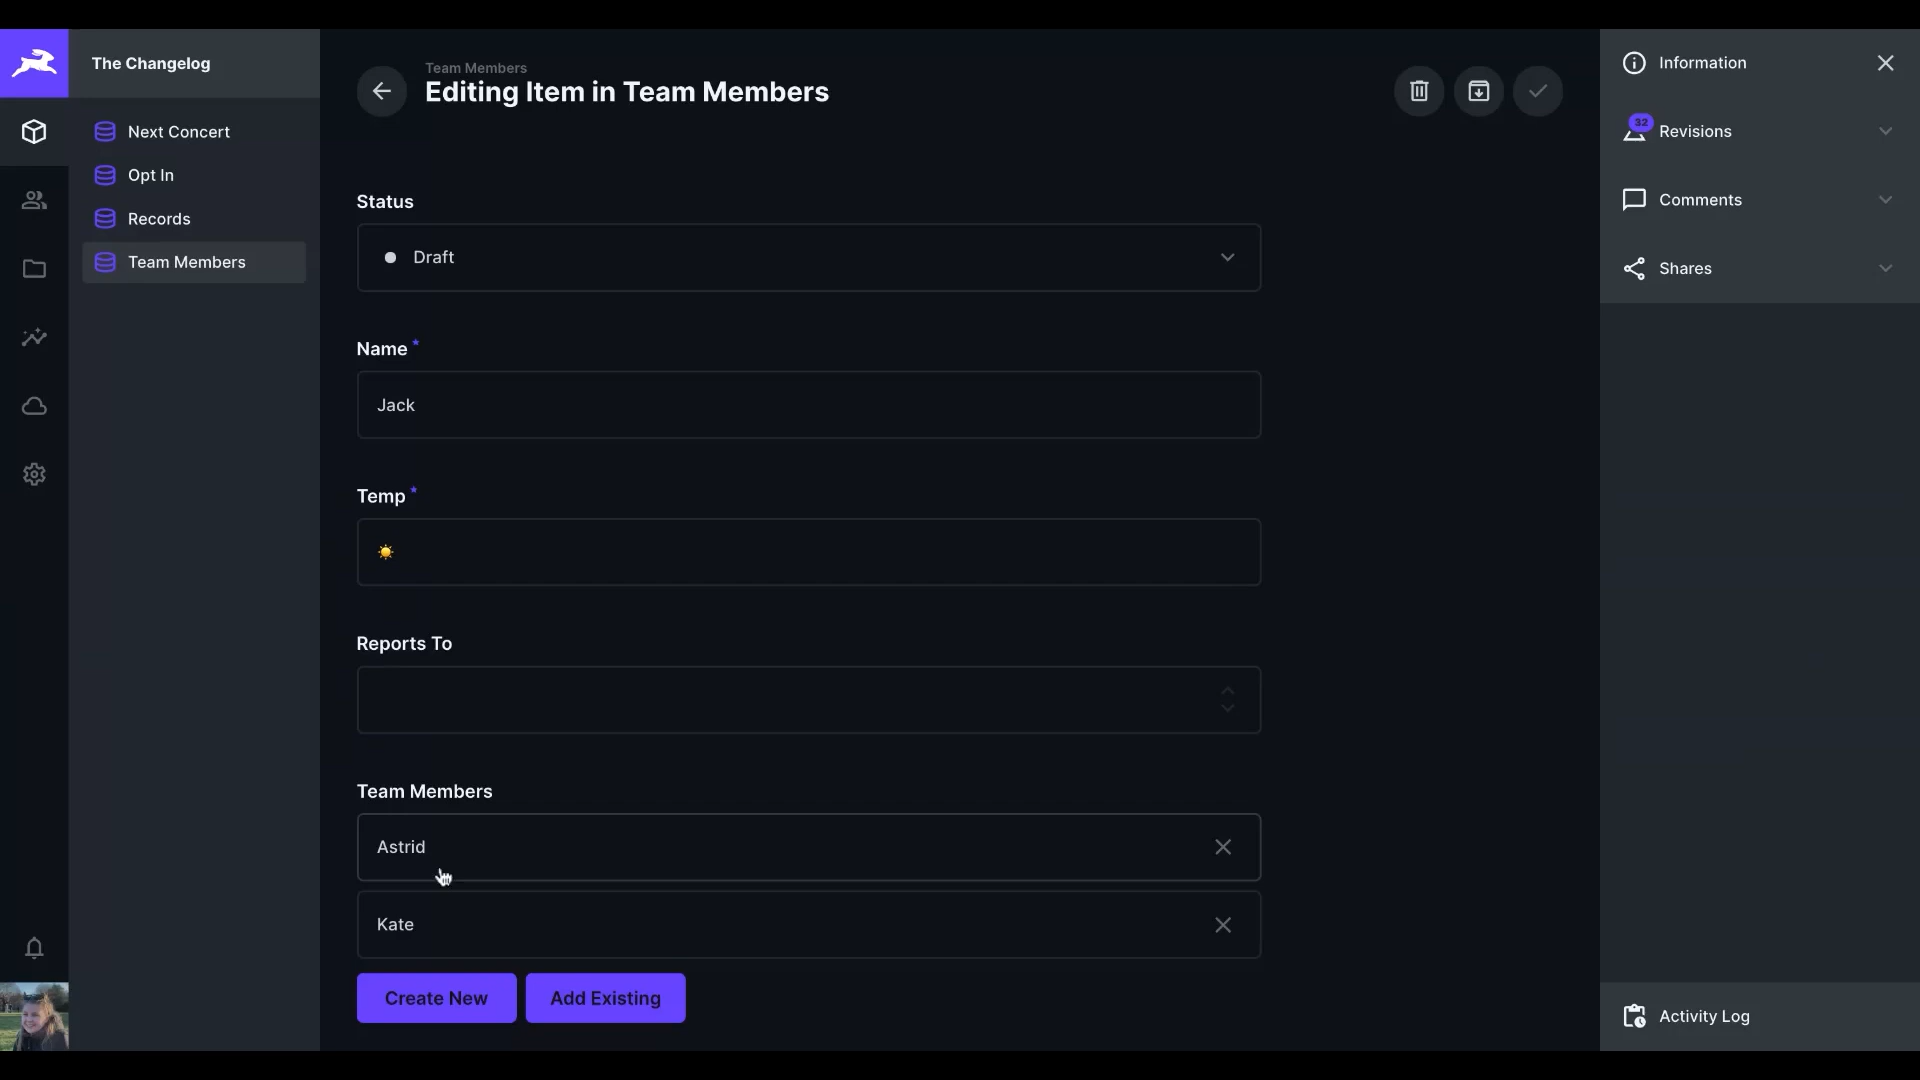 The Changelog
Next Concert
Opt In
Records
Team Members
Team Members
Editing Item in Team Members
Status
Draft
Name *
Jack
Temp *
☀️
Reports To
Team Members
Astrid
Kate
Create New
Add Existing
Information
32
Revisions
Comments
Shares
Activity Log